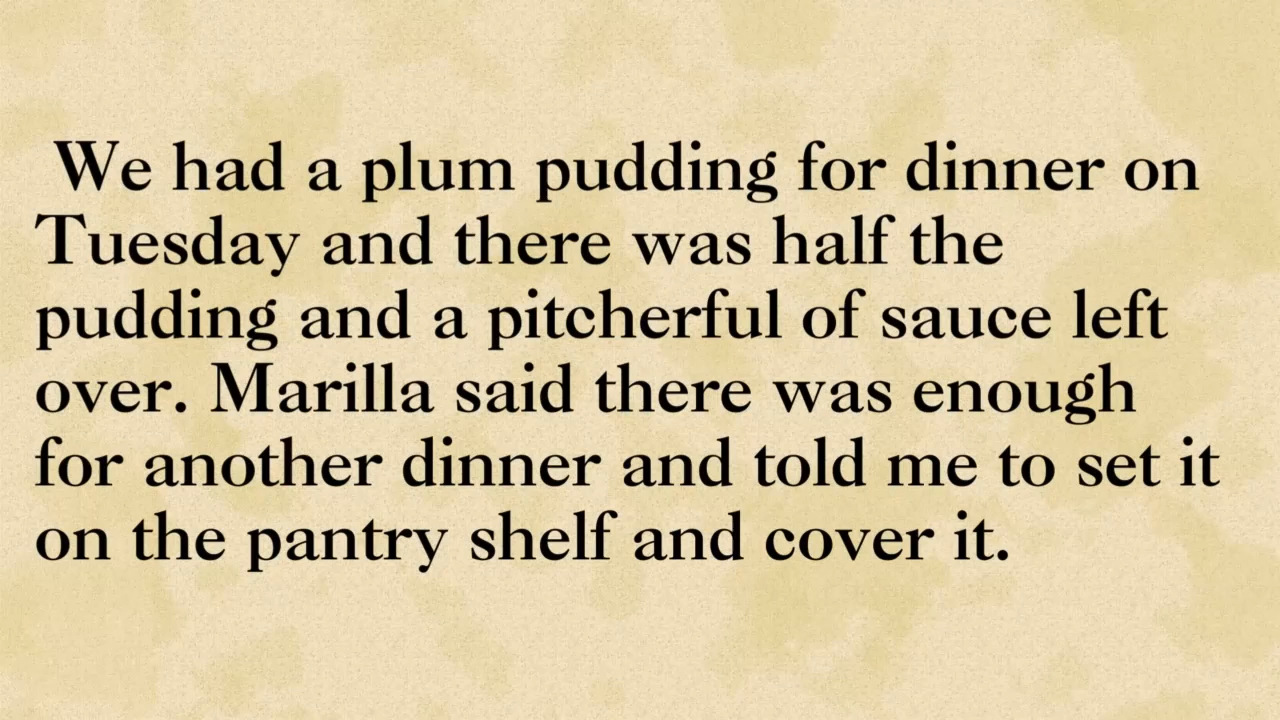 We had a plum pudding for dinner on
Tuesday and there was half the
pudding and a pitcherful of sauce left
over. Marilla said there was enough
for another dinner and told me to set it
on the pantry shelf and cover it.